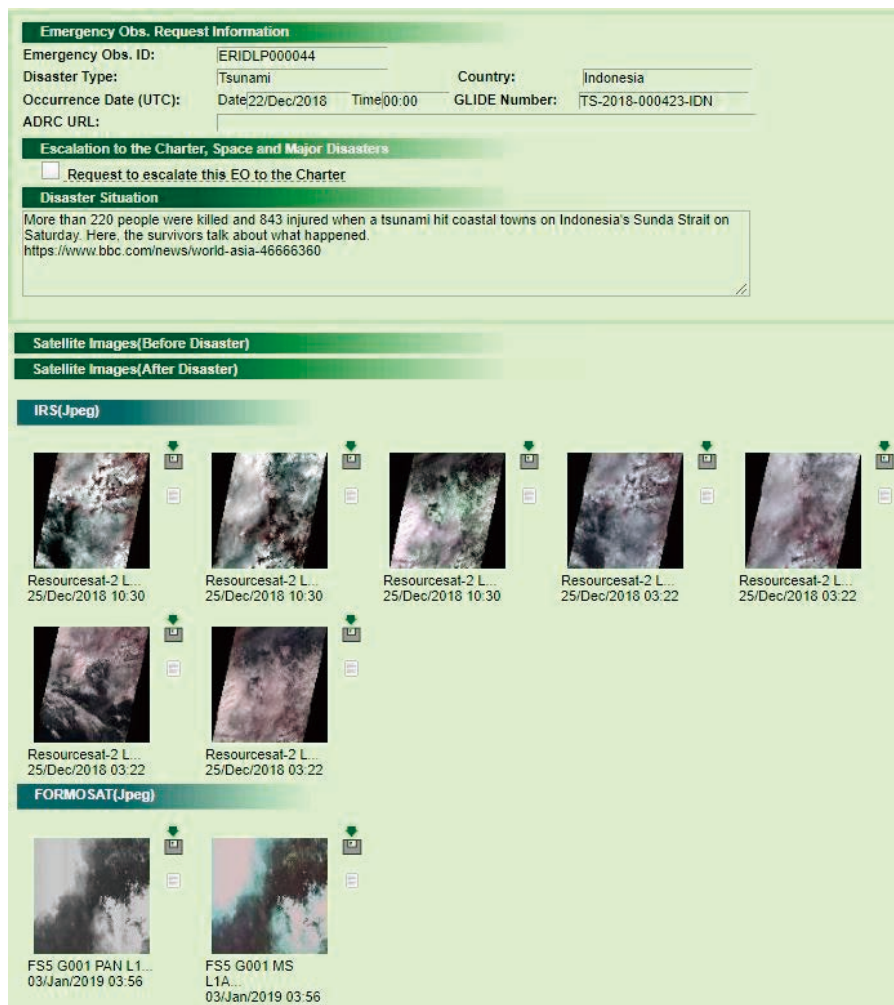 Emergency Obs. Request Information
Emergency Obs. ID: ERIDLP000044
Disaster Type: Tsunami Country: Indonesia
Occurrence Date (UTC): Date 22/Dec/2018 Time 00:00 GLIDE Number: TS-2018-000423-IDN
ADRC URL:
Escalation to the Charter, Space and Major Disasters
Request to escalate this EO to the Charter
Disaster Situation
More than 220 people were killed and 843 injured when a tsunami hit coastal towns on Indonesia's Sunda Strait on
Saturday. Here, the survivors talk about what happened.
https://www.bbc.com/news/world-asia-46666360
Satellite Images(Before Disaster)
Satellite Images(After Disaster)
IRS(Jpeg)
Resourcesat-2 L... Resourcesat-2 L... Resourcesat-2 L... Resourcesat-2 L... Resourcesat-2 L...
25/Dec/2018 10:30 25/Dec/2018 10:30 25/Dec/2018 10:30 25/Dec/2018 03:22 25/Dec/2018 03:22
Resourcesat-2 L... Resourcesat-2 L...
25/Dec/2018 03:22 25/Dec/2018 03:22
FORMOSAT(Jpeg)
FS5 G001 PAN L1... FS5 G001 MS
03/Jan/2019 03:56 L1A...
03/Jan/2019 03:56